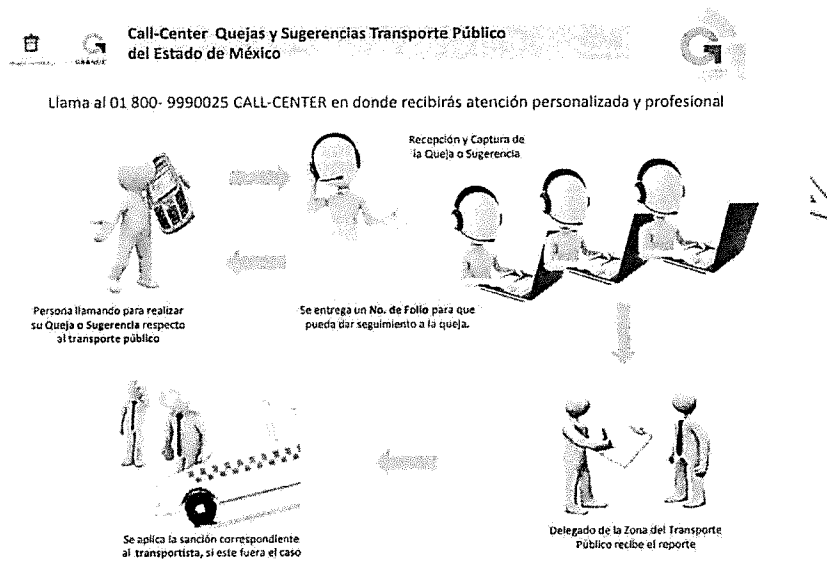 Call-Center Quejas y Sugerencias Transporte Público
del Estado de México
GRANDE
Llama al 01 800- 9990025 CALL-CENTER en donde recibirás atención personalizada y profesional
Recepción y Captura de
la Queja o Sugerencia
Persona llamando para realizar
su Queja o Sugerencia respecto
al transporte público
Se entrega un No. de Folio para que
pueda dar seguimiento a la queja.
Se aplica la sanción correspondiente
al transportista, si este fuera el caso
Delegado de la Zona del Transporte
Público recibe el reporte